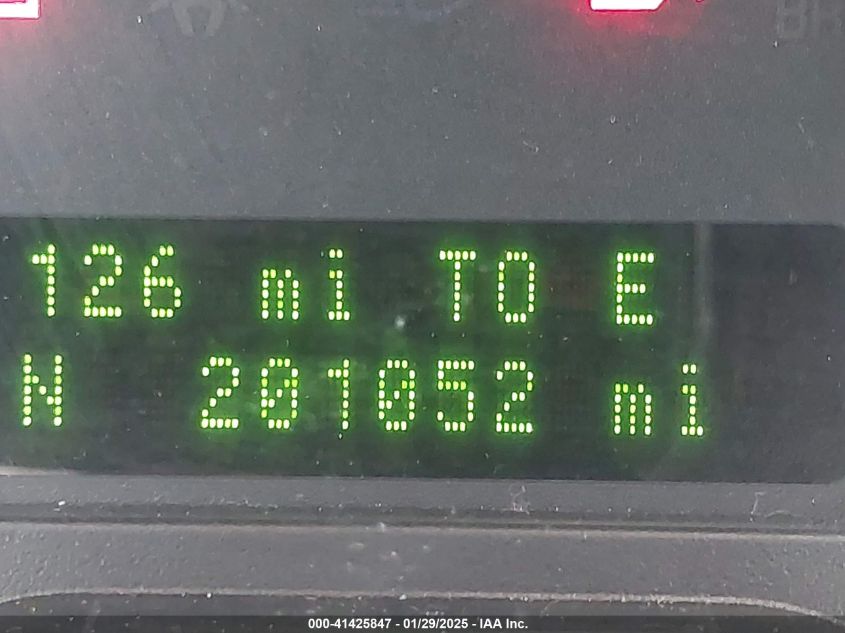 126 mi TO E
N 201052 mi
000-41425847 - 01/29/2025 - IAA Inc.